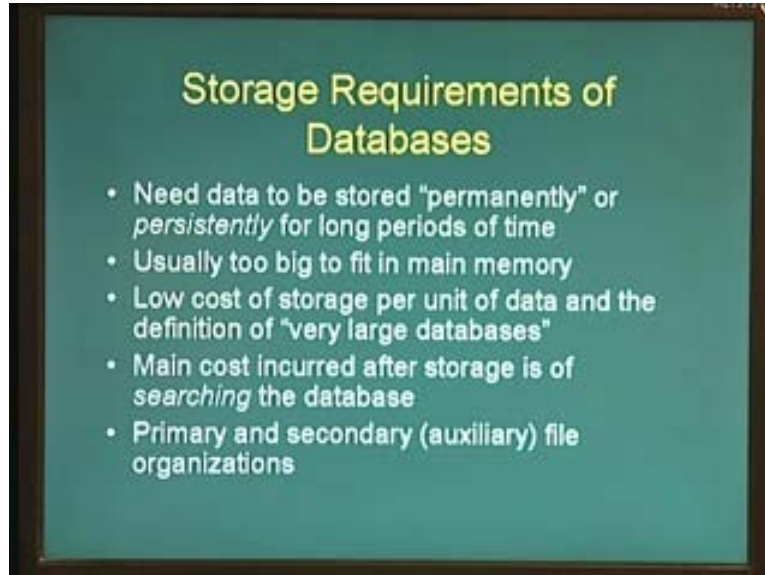 Storage Requirements of
Databases
• Need data to be stored "permanently" or
persistently for long periods of time
• Usually too big to fit in main memory
• Low cost of storage per unit of data and the
definition of "very large databases"
• Main cost incurred after storage is of
searching the database
• Primary and secondary (auxiliary) file
organizations